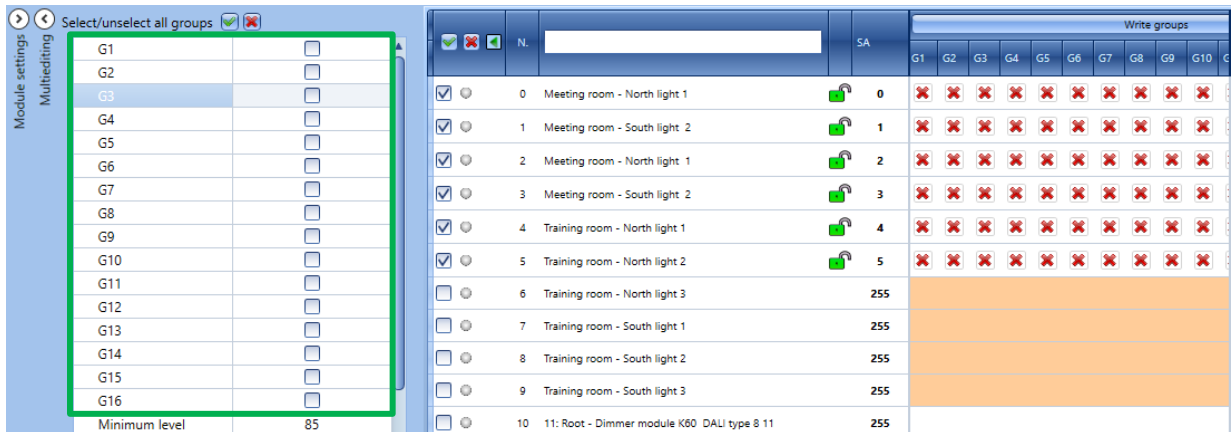 Module settings
Multiediting
Select/unselect all groups
G1
G2
G3
G4
G5
G6
G7
G8
G9
G10
G11
G12
G13
G14
G15
G16
Minimum level 85
N. SA Write groups
G1 G2 G3 G4 G5 G6 G7 G8 G9 G10
0 Meeting room - North light 1 0
1 Meeting room - South light 2 1
2 Meeting room - North light 1 2
3 Meeting room - South light 2 3
4 Training room - North light 1 4
5 Training room - North light 2 5
6 Training room - North light 3 255
7 Training room - South light 1 255
8 Training room - South light 2 255
9 Training room - South light 3 255
10 11: Root - Dimmer module K60 DALI type 8 11 255